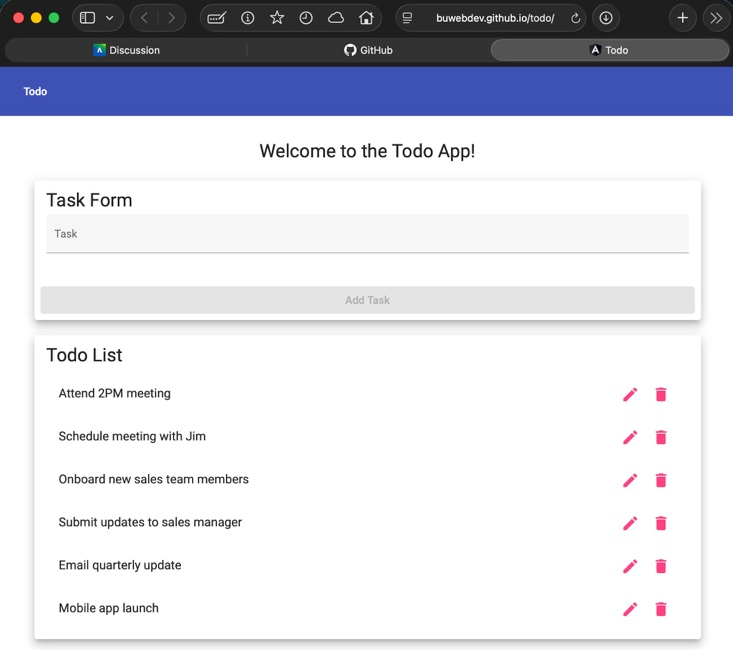 buwebdev.github.io/todo/
Discussion
GitHub
Todo
Todo
Welcome to the Todo App!
Task Form
Task
Add Task
Todo List
Attend 2PM meeting
Schedule meeting with Jim
Onboard new sales team members
Submit updates to sales manager
Email quarterly update
Mobile app launch